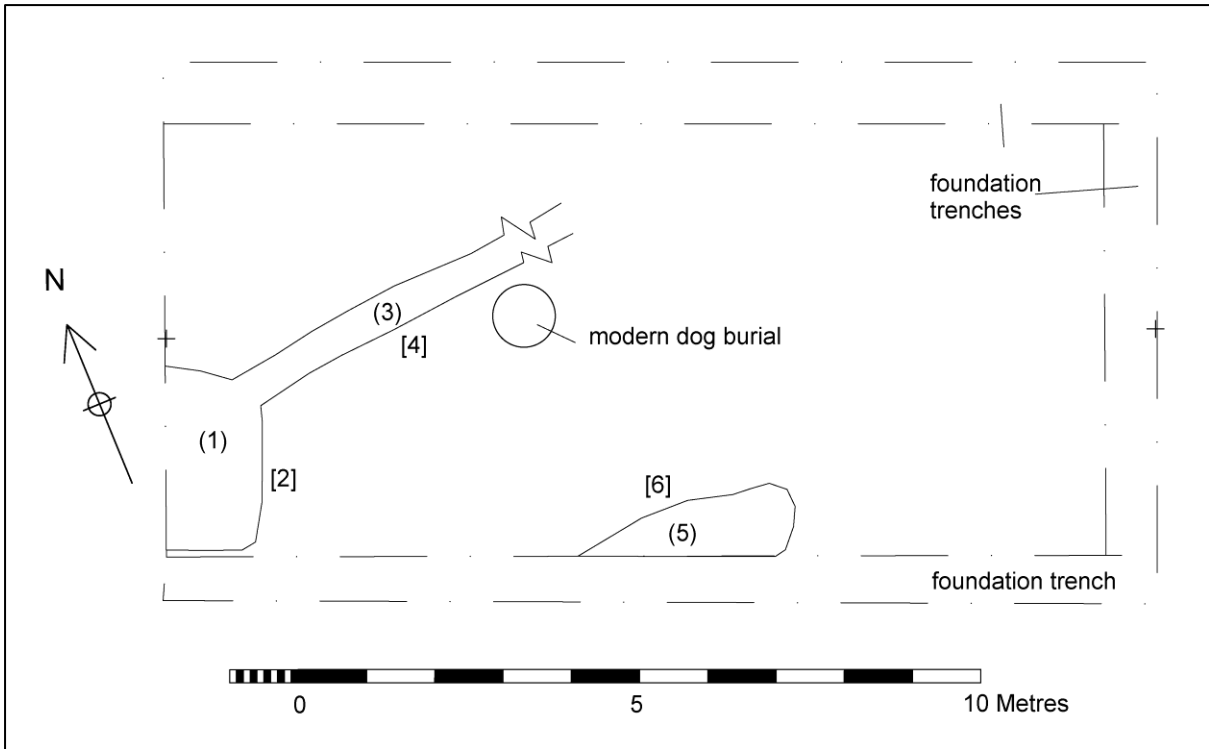 foundation
trenches
N
(3)
[4]
modern dog burial
(1)
[2]
[6]
(5)
foundation trench
0 5 10 Metres